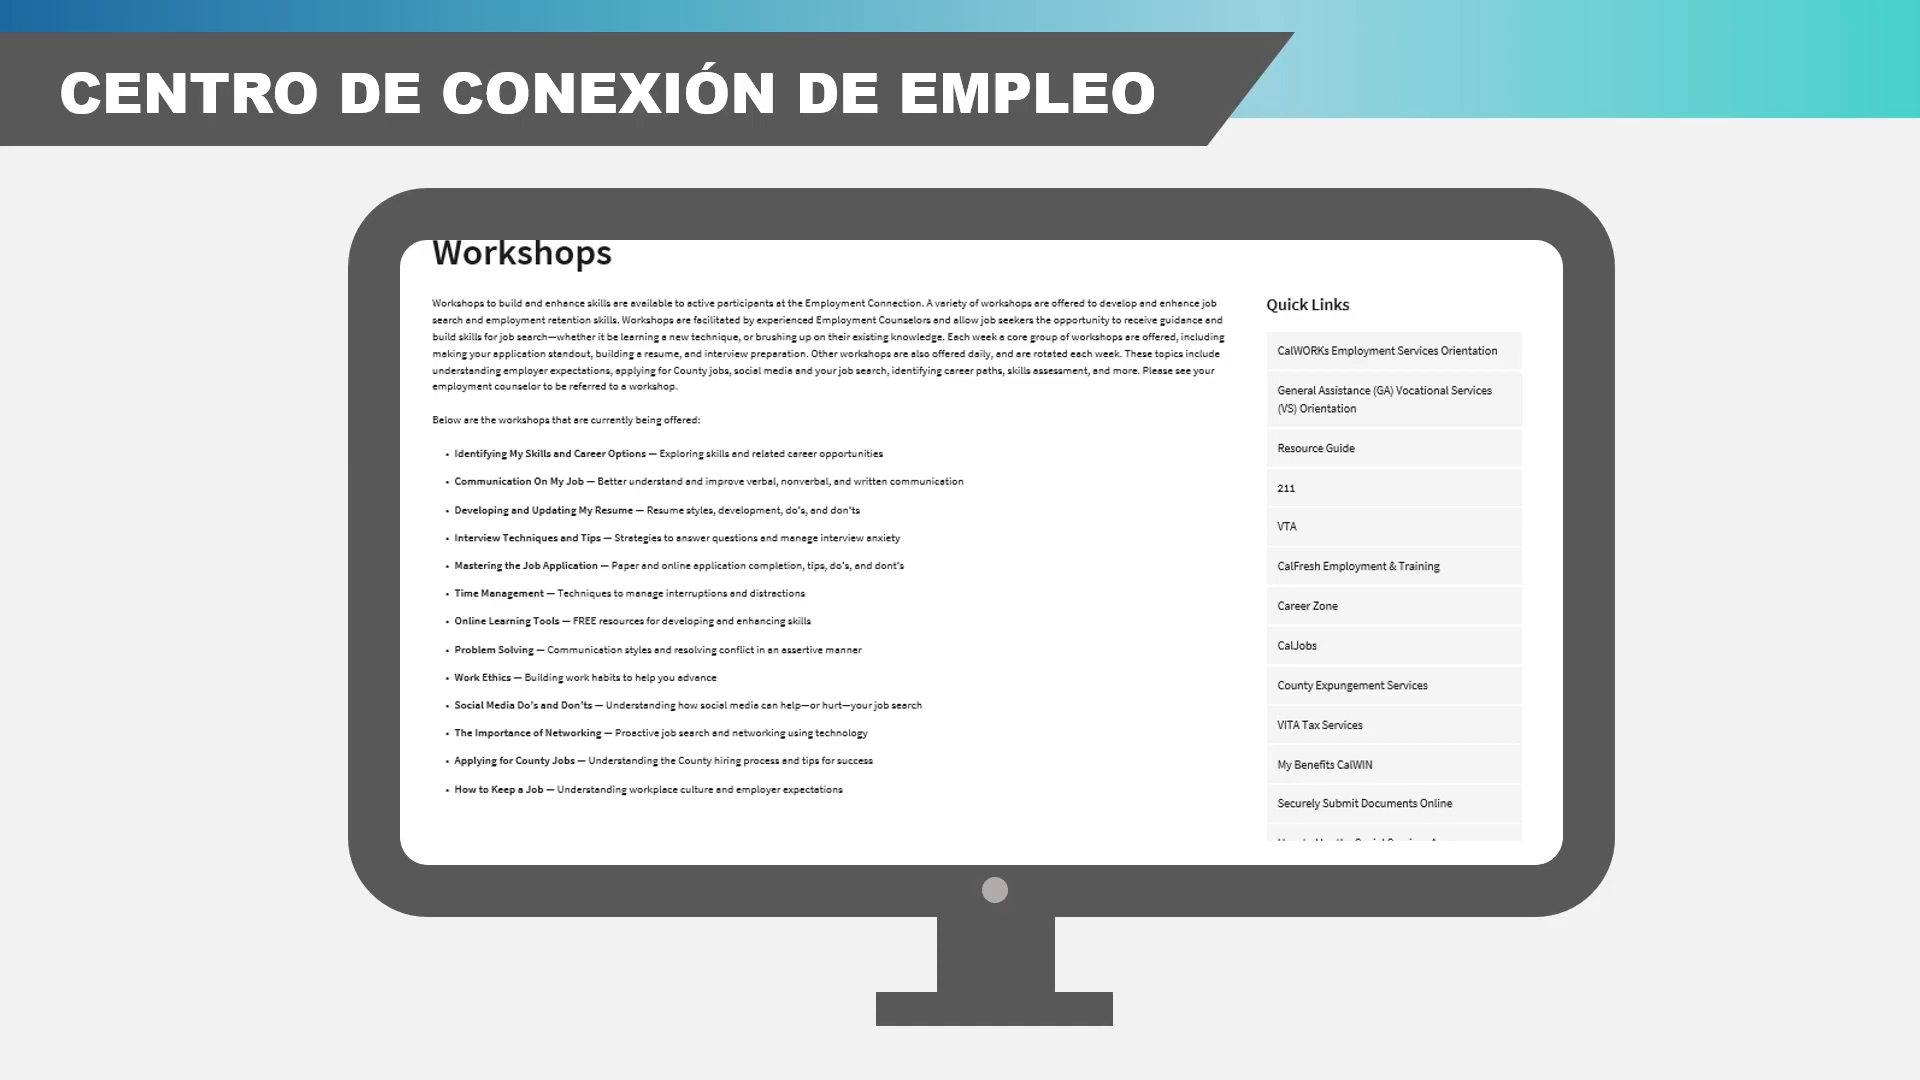 CENTRO DE CONEXIÓN DE EMPLEO
Workshops
Workshops to build and enhance skills are available to active participants at the Employment Connection. A variety of workshops are offered to develop and enhance job
search and employment retention skills. Workshops are facilitated by experienced Employment Counselors and allow job seekers the opportunity to receive guidance and
build skills for job search—whether it be learning a new technique, or brushing up on their existing knowledge. Each week a core group of workshops are offered, including
making your application standout, building a resume, and interview preparation. Other workshops are also offered daily, and are rotated each week. These topics include
understanding employer expectations, applying for County jobs, social media and your job search, identifying career paths, skills assessment, and more. Please see your
employment counselor to be referred to a workshop.
Below are the workshops that are currently being offered:
• Identifying My Skills and Career Options — Exploring skills and related career opportunities
• Communication On My Job — Better understand and improve verbal, nonverbal, and written communication
• Developing and Updating My Resume — Resume styles, development, do's, and don'ts
• Interview Techniques and Tips — Strategies to answer questions and manage interview anxiety
• Mastering the Job Application — Paper and online application completion, tips, do's, and dont's
• Time Management — Techniques to manage interruptions and distractions
• Online Learning Tools — FREE resources for developing and enhancing skills
• Problem Solving — Communication styles and resolving conflict in an assertive manner
• Work Ethics — Building work habits to help you advance
• Social Media Do's and Don'ts — Understanding how social media can help—or hurt—your job search
• The Importance of Networking — Proactive job search and networking using technology
• Applying for County Jobs — Understanding the County hiring process and tips for success
• How to Keep a Job — Understanding workplace culture and employer expectations
Quick Links
CalWORKs Employment Services Orientation
General Assistance (GA) Vocational Services
(VS) Orientation
Resource Guide
211
VTA
CalFresh Employment & Training
Career Zone
CalJobs
County Expungement Services
VITA Tax Services
My Benefits CalWIN
Securely Submit Documents Online